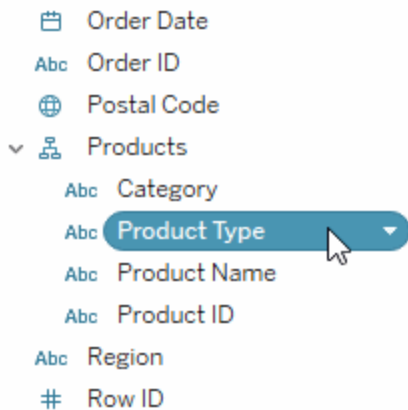 Order Date
Abc Order ID
Postal Code
Products
Abc Category
Abc Product Type
Abc Product Name
Abc Product ID
Abc Region
# Row ID